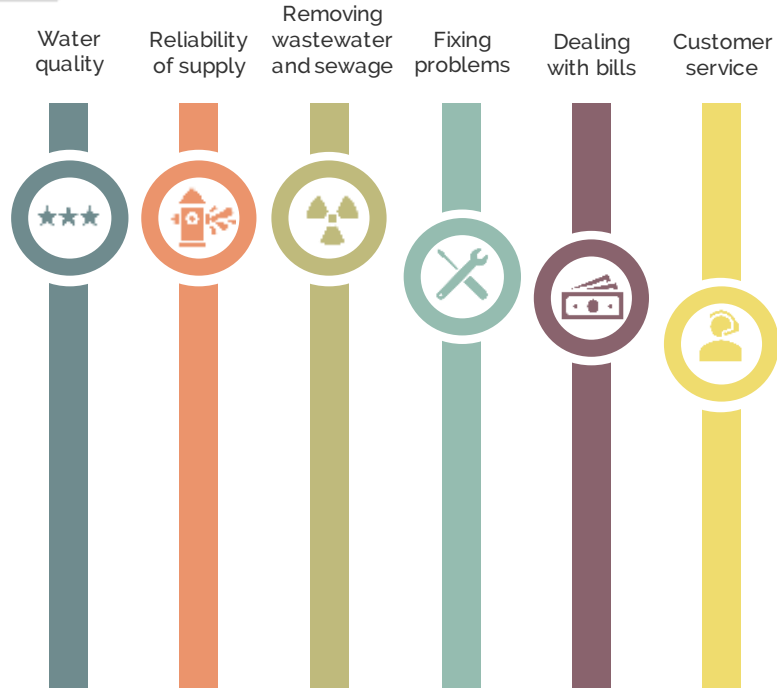 Water
quality
Reliability
of supply
Removing
wastewater
and sewage
Fixing
problems
Dealing
with bills
Customer
service